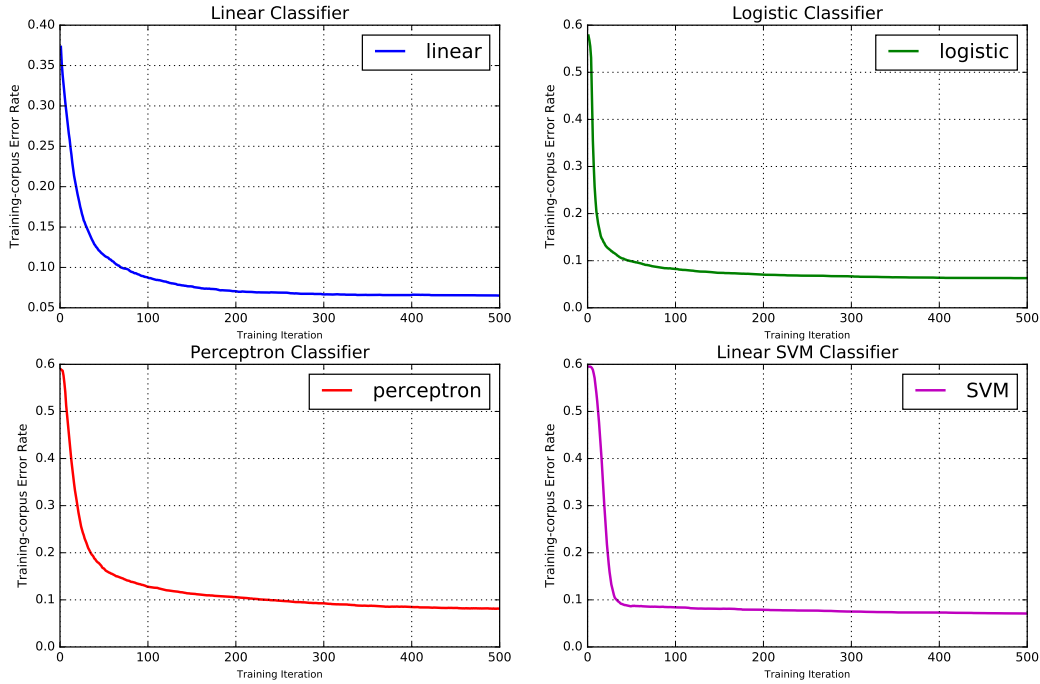 Linear Classifier
0.40
0.35
0.30
0.25
0.20
0.15
0.10
0.05
Training-corpus Error Rate
linear
0 100 200 300 400 500
Training Iteration
Logistic Classifier
0.6
0.5
0.4
0.3
0.2
0.1
0.0
Training-corpus Error Rate
logistic
0 100 200 300 400 500
Training Iteration
Perceptron Classifier
0.6
0.5
0.4
0.3
0.2
0.1
0.0
Training-corpus Error Rate
perceptron
0 100 200 300 400 500
Training Iteration
Linear SVM Classifier
0.6
0.5
0.4
0.3
0.2
0.1
0.0
Training-corpus Error Rate
SVM
0 100 200 300 400 500
Training Iteration